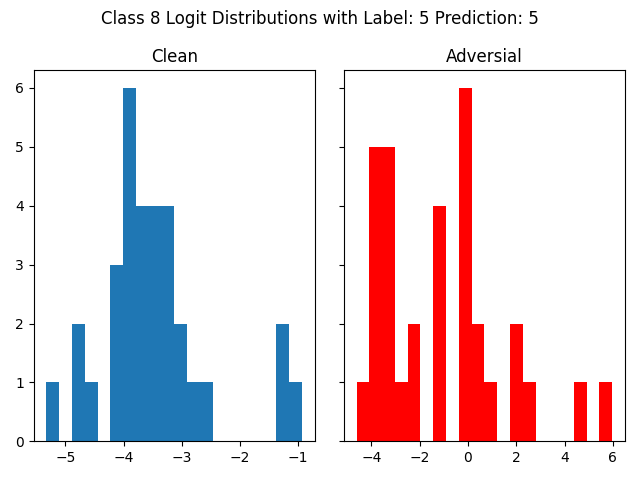 Class 8 Logit Distributions with Label: 5 Prediction: 5
Clean
Adversial
6
5
4
3
2
1
0
−5 −4 −3 −2 −1
−4 −2 0 2 4 6